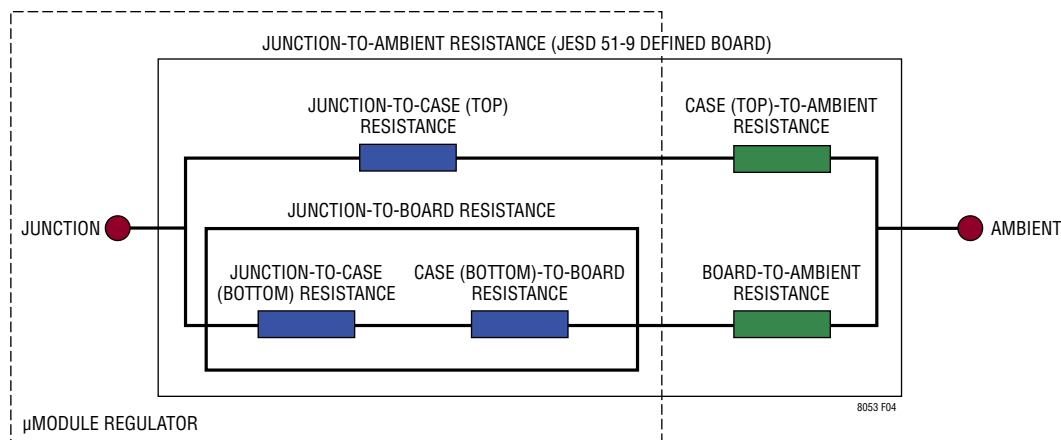 JUNCTION-TO-AMBIENT RESISTANCE (JESD 51-9 DEFINED BOARD)
JUNCTION-TO-CASE (TOP)
RESISTANCE
CASE (TOP)-TO-AMBIENT
RESISTANCE
JUNCTION-TO-BOARD RESISTANCE
JUNCTION
AMBIENT
JUNCTION-TO-CASE
(BOTTOM) RESISTANCE
CASE (BOTTOM)-TO-BOARD
RESISTANCE
BOARD-TO-AMBIENT
RESISTANCE
8053 F04
µMODULE REGULATOR